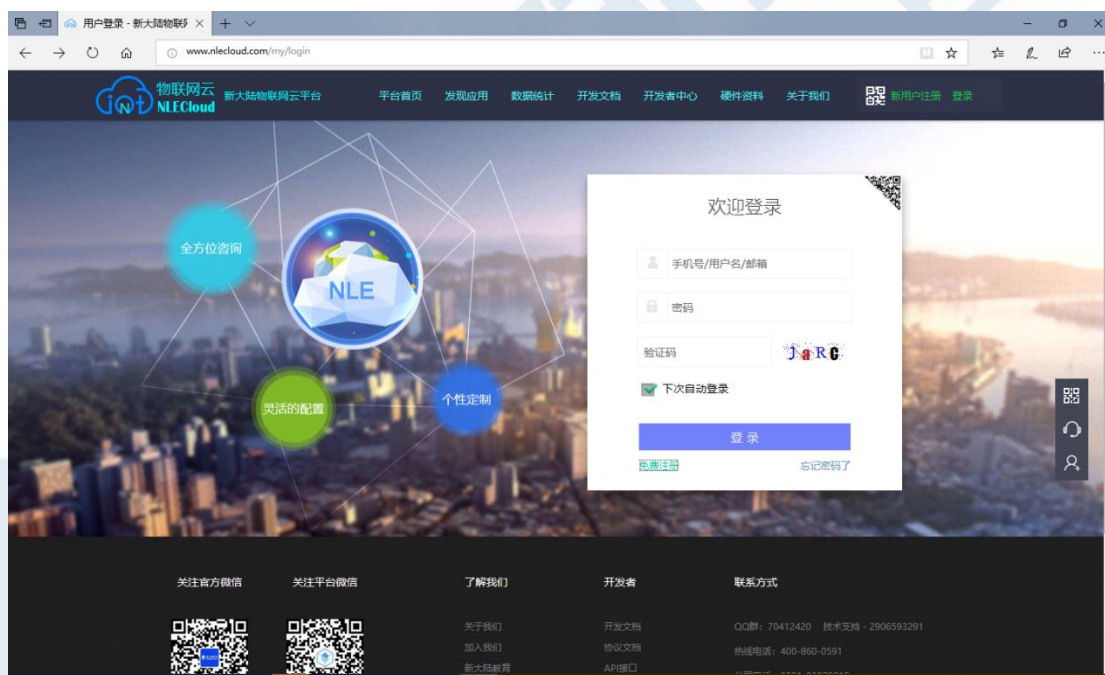 用户登录 - 新大陆物联网
www.nlecloud.com/my/login
物联网云
NLECloud
新大陆物联网云平台
平台首页 发现应用 数据统计 开发文档 开发者中心 硬件资料 关于我们 新用户注册 登录
欢迎登录
全方位咨询
手机号/用户名/邮箱
NLE
密码
验证码 JaRC
下次自动登录
个性定制
灵活的配置
登 录
免费注册 忘记密码了
关注官方微信 关注平台微信 了解我们 开发者 联系方式
关于我们 开发文档 QQ群：70412420 技术支持 - 2906593291
加入我们 协议文档 热线电话：400-860-0591
新大陆教育 API接口